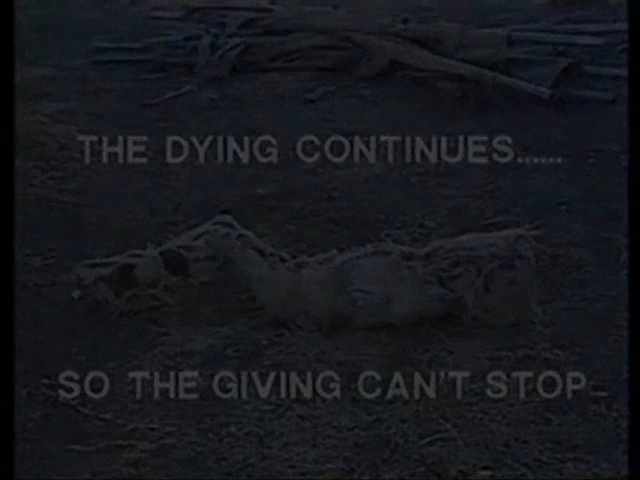 THE DYING CONTINUES......
SO THE GIVING CAN'T STOP